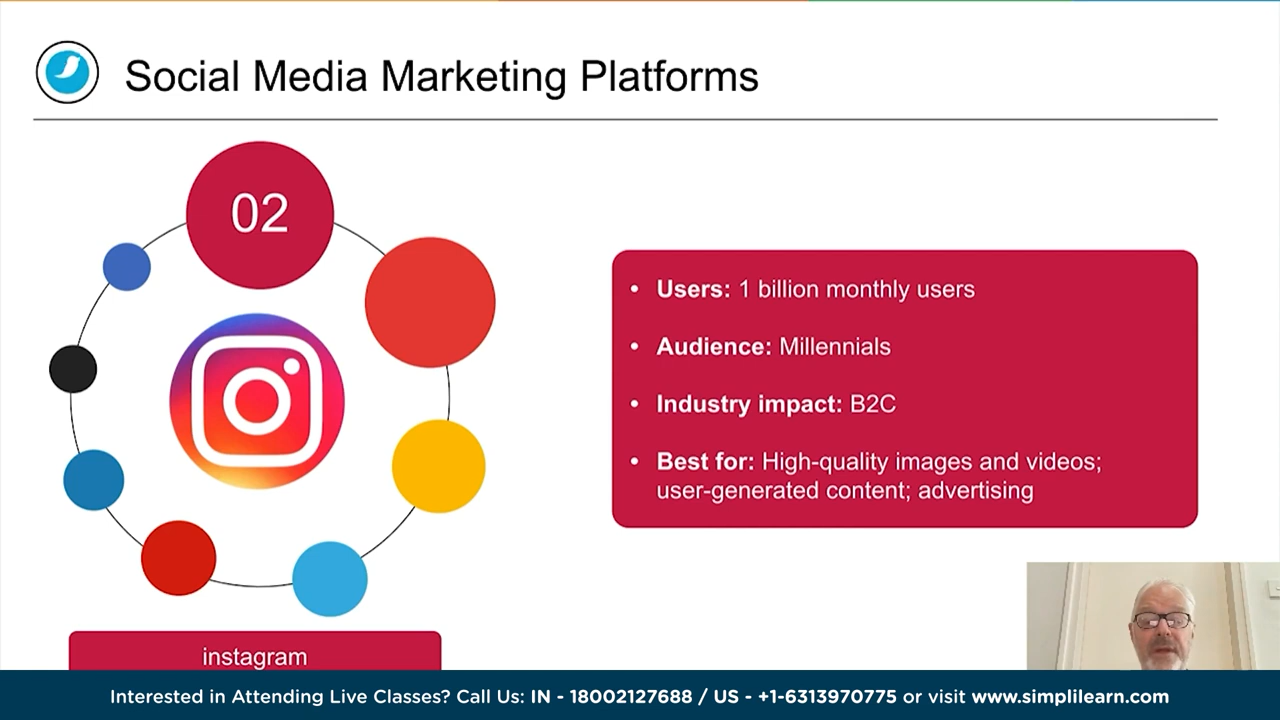 Social Media Marketing Platforms
02
• Users: 1 billion monthly users
• Audience: Millennials
• Industry impact: B2C
• Best for: High-quality images and videos;
user-generated content; advertising
instagram
Interested in Attending Live Classes? Call Us: IN - 18002127688 / US - +1-6313970775 or visit www.simplilearn.com